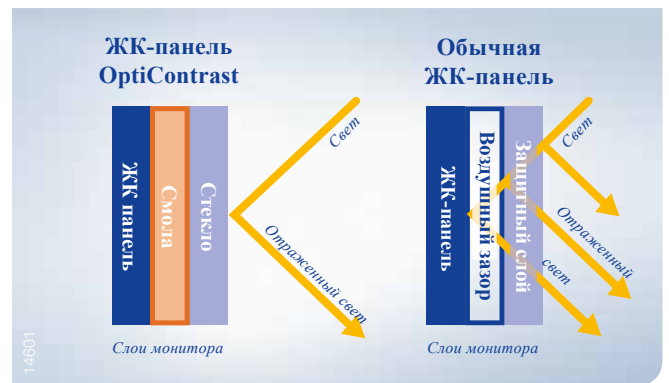 ЖК-панель
OptiContrast
ЖК панель
Смола
Стекло
Свет
Отраженный свет
Слои монитора
Обычная
ЖК-панель
ЖК-панель
Воздушный зазор
Защитный слой
Свет
Отраженный
свет
Слои монитора
14601